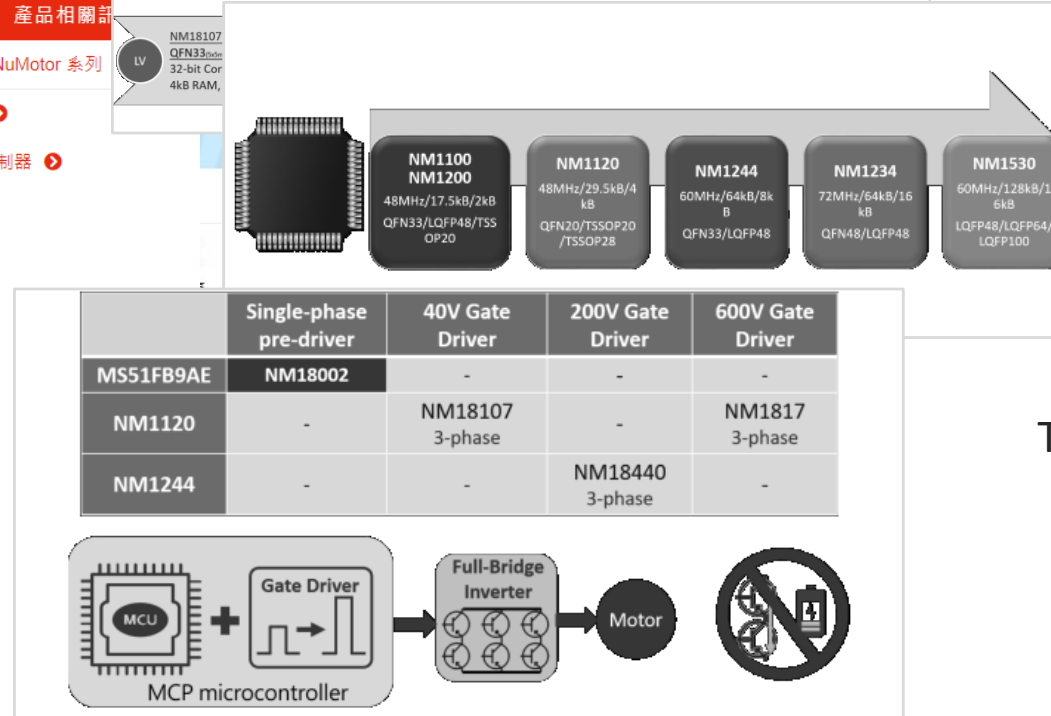 產品相關訊
NuMotor 系列
制器
LV
NM18107
QFN33
32-bit Cor
4kB RAM,
NM1100
NM1200
48MHz/17.5kB/2kB
QFN33/LQFP48/TSS
OP20
NM1120
48MHz/29.5kB/4
kB
QFN20/TSSOP20
/TSSOP28
NM1244
60MHz/64kB/8k
B
QFN33/LQFP48
NM1234
72MHz/64kB/16
kB
QFN48/LQFP48
NM1530
60MHz/128kB/1
6kB
LQFP48/LQFP64/
LQFP100
Single-phase pre-driver
40V Gate Driver
200V Gate Driver
600V Gate Driver
MS51FB9AE NM18002 - - -
NM1120 - NM18107 3-phase - NM1817 3-phase
NM1244 - - NM18440 3-phase -
MCU
Gate Driver
MCP microcontroller
Full-Bridge
Inverter
Motor
4
T